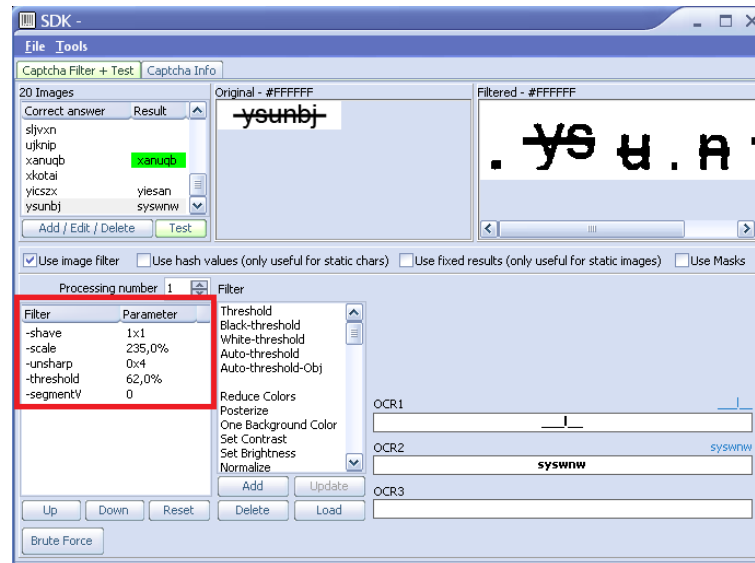 SDK -
File Tools
Captcha Filter + Test Captcha Info
20 Images
Correct answer Result
sljvxn
ujknip
xanuqb xanuqb
xkotai
yicszx yiesan
ysunbj syswnw
Add / Edit / Delete Test
Original - #FFFFFF
ysunbj
Filtered - #FFFFFF
. ys u . n
Use image filter Use hash values (only useful for static chars) Use fixed results (only useful for static images) Use Masks
Processing number 1
Filter Parameter
-shave 1x1
-scale 235,0%
-unsharp 0x4
-threshold 62,0%
-segmentV 0
Up Down Reset
Brute Force
Filter
Threshold
Black-threshold
White-threshold
Auto-threshold
Auto-threshold-Obj
Reduce Colors
Posterize
One Background Color
Set Contrast
Set Brightness
Normalize
Add Update
Delete Load
OCR1 __l__
__l__
OCR2 syswnw
syswnw
OCR3